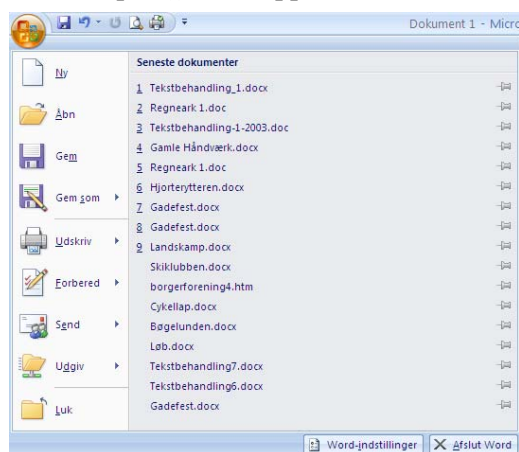 Dokument 1 - Micro
Ny
Åbn
Gem
Gem som
Udskriv
Forbered
Send
Udgiv
Luk
Seneste dokumenter
1 Tekstbehandling_1.docx
2 Regneark 1.doc
3 Tekstbehandling-1-2003.doc
4 Gamle Håndværk.docx
5 Regneark 1.doc
6 Hjorterytteren.docx
7 Gadefest.docx
8 Gadefest.docx
9 Landskamp.docx
Skiklubben.docx
borgerforening4.htm
Cykellap.docx
Bøgelunden.docx
Løb.docx
Tekstbehandling7.docx
Tekstbehandling6.docx
Gadefest.docx
Word-indstillinger
Afslut Word